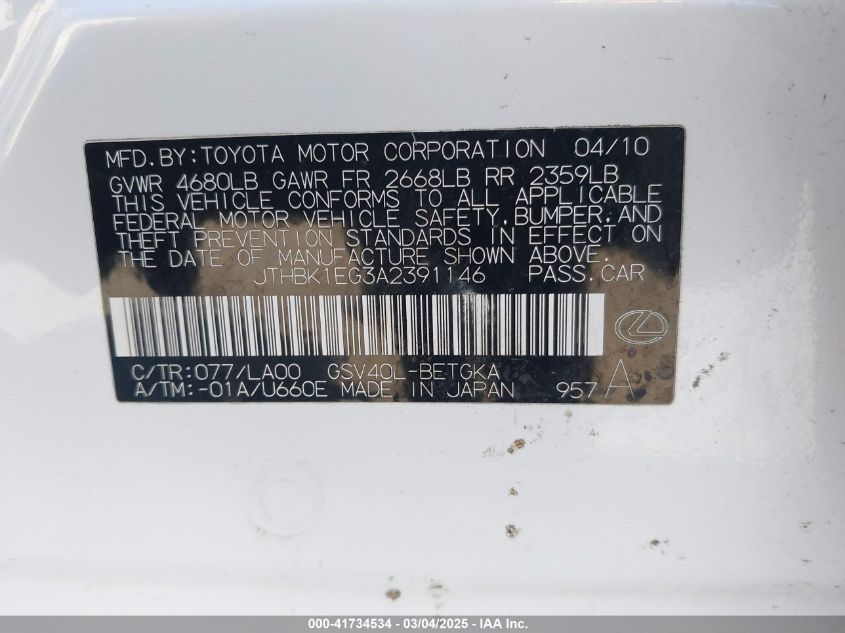 MFD. BY: TOYOTA MOTOR CORPORATION 04/10
GVWR 4680LB GAWR FR 2668LB RR 2359LB
THIS VEHICLE CONFORMS TO ALL APPLICABLE
FEDERAL MOTOR VEHICLE SAFETY, BUMPER, AND
THEFT PREVENTION STANDARDS IN EFFECT ON
THE DATE OF MANUFACTURE SHOWN ABOVE.
JTHBK1EG3A2391146 PASS. CAR
C/TR: 077/LA00 GSV40L-BETGKA
A/TM: -01A/U660E MADE IN JAPAN 957 A
000-41734534 - 03/04/2025 - IAA Inc.